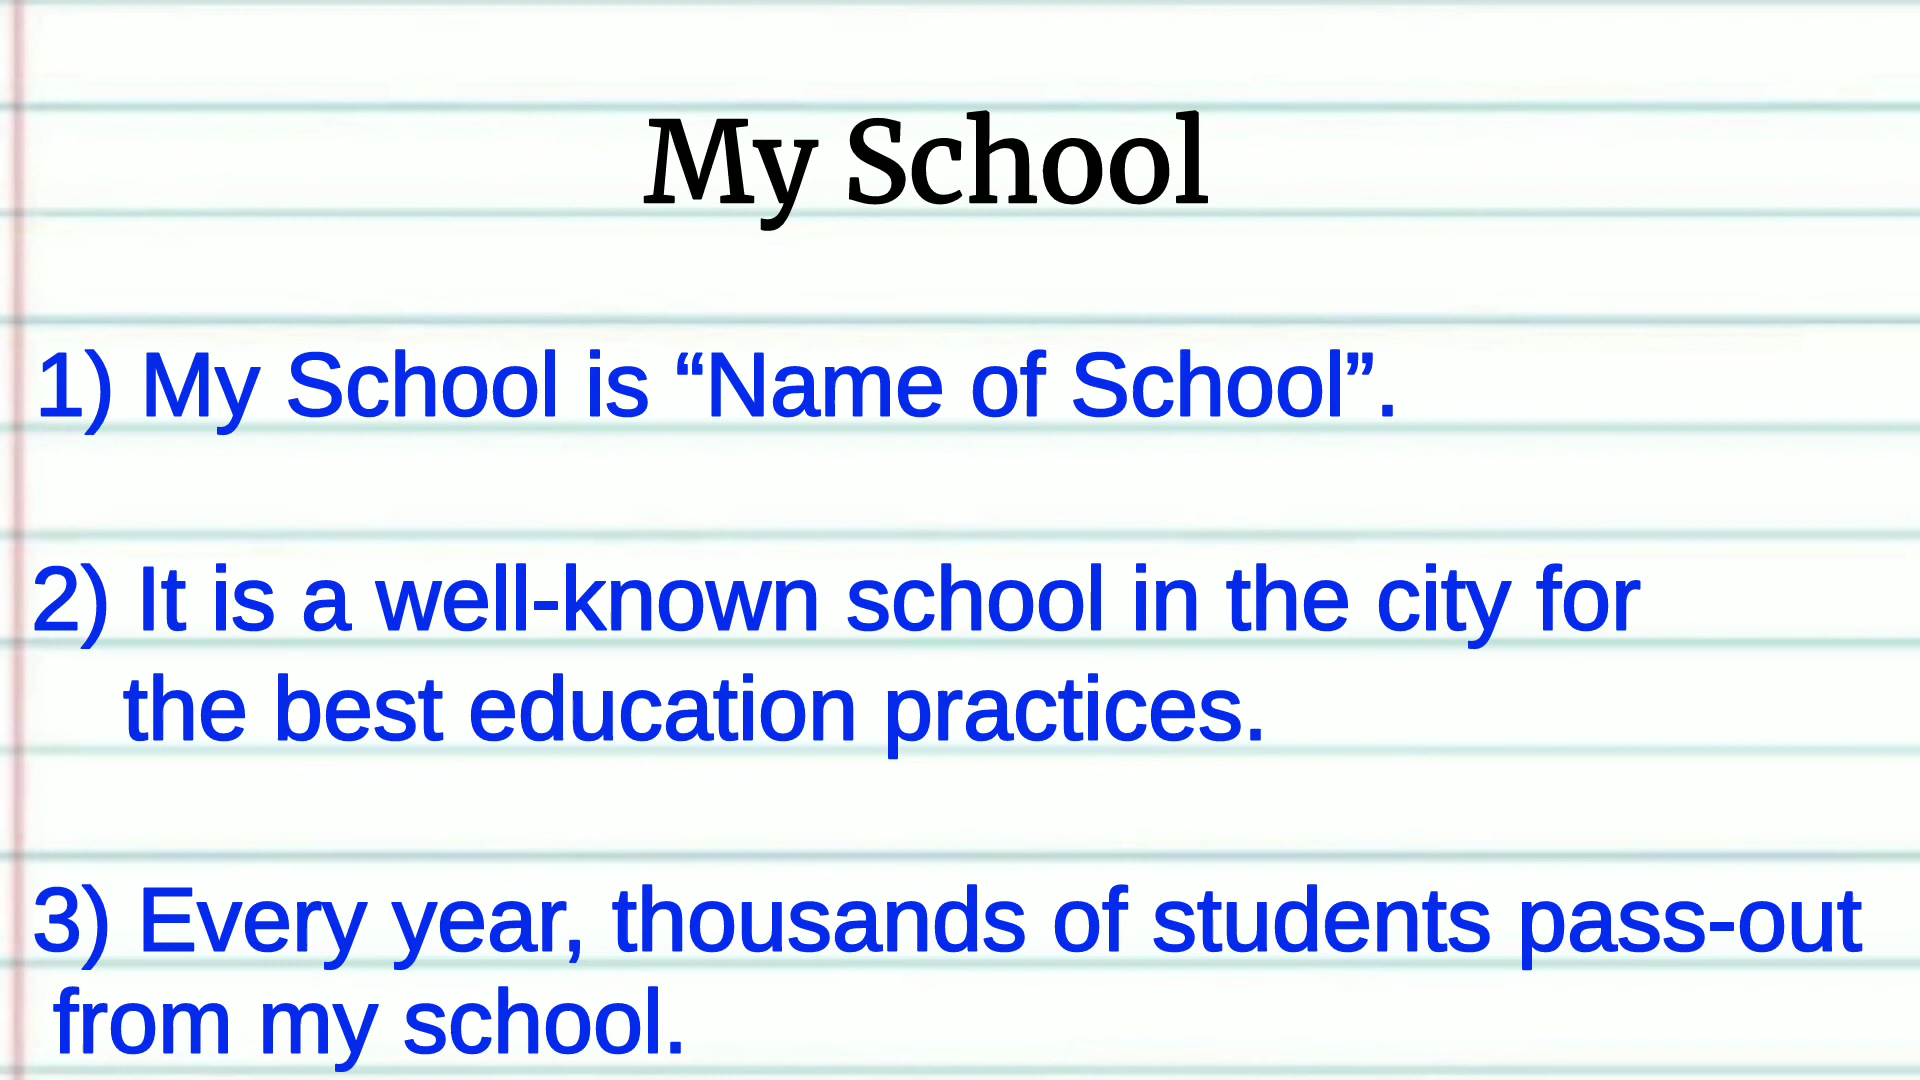 My School
1) My School is “Name of School”.
2) It is a well-known school in the city for
the best education practices.
3) Every year, thousands of students pass-out
from my school.